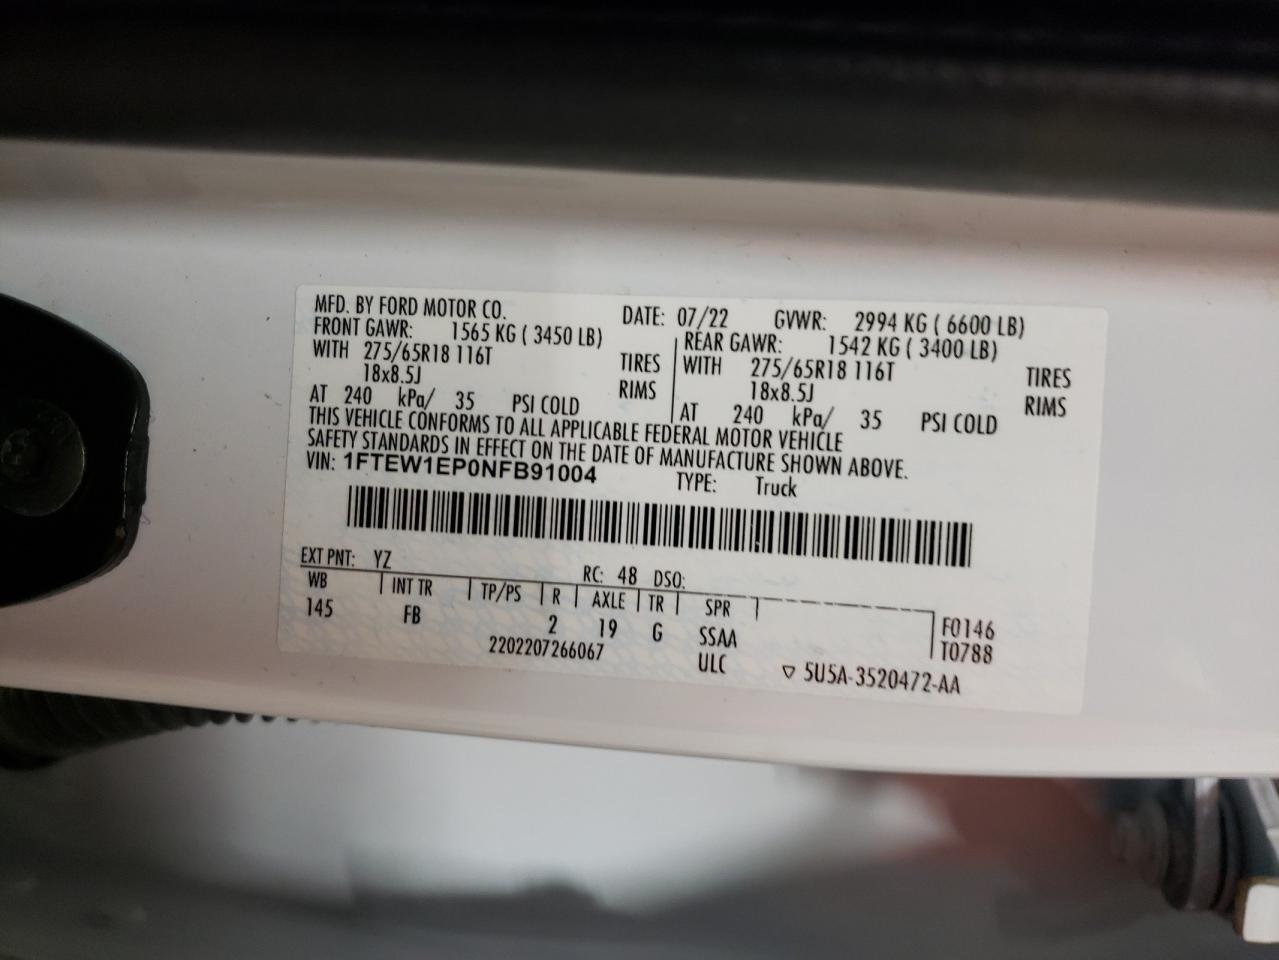 MFD. BY FORD MOTOR CO. DATE: 07/22 GVWR: 2994 KG ( 6600 LB)
FRONT GAWR: 1565 KG ( 3450 LB) REAR GAWR: 1542 KG ( 3400 LB)
WITH 275/65R18 116T TIRES WITH 275/65R18 116T TIRES
18x8.5J RIMS 18x8.5J RIMS
AT 240 kPa/ 35 PSI COLD AT 240 kPa/ 35 PSI COLD
THIS VEHICLE CONFORMS TO ALL APPLICABLE FEDERAL MOTOR VEHICLE
SAFETY STANDARDS IN EFFECT ON THE DATE OF MANUFACTURE SHOWN ABOVE.
VIN: 1FTEW1EP0NFB91004 TYPE: Truck
EXT PNT: YZ RC: 48 DSO:
WB INT TR TP/PS R AXLE TR SPR
145 FB 2 19 G SSAA F0146
2202207266067 ULC T0788
▽ 5U5A-3520472-AA